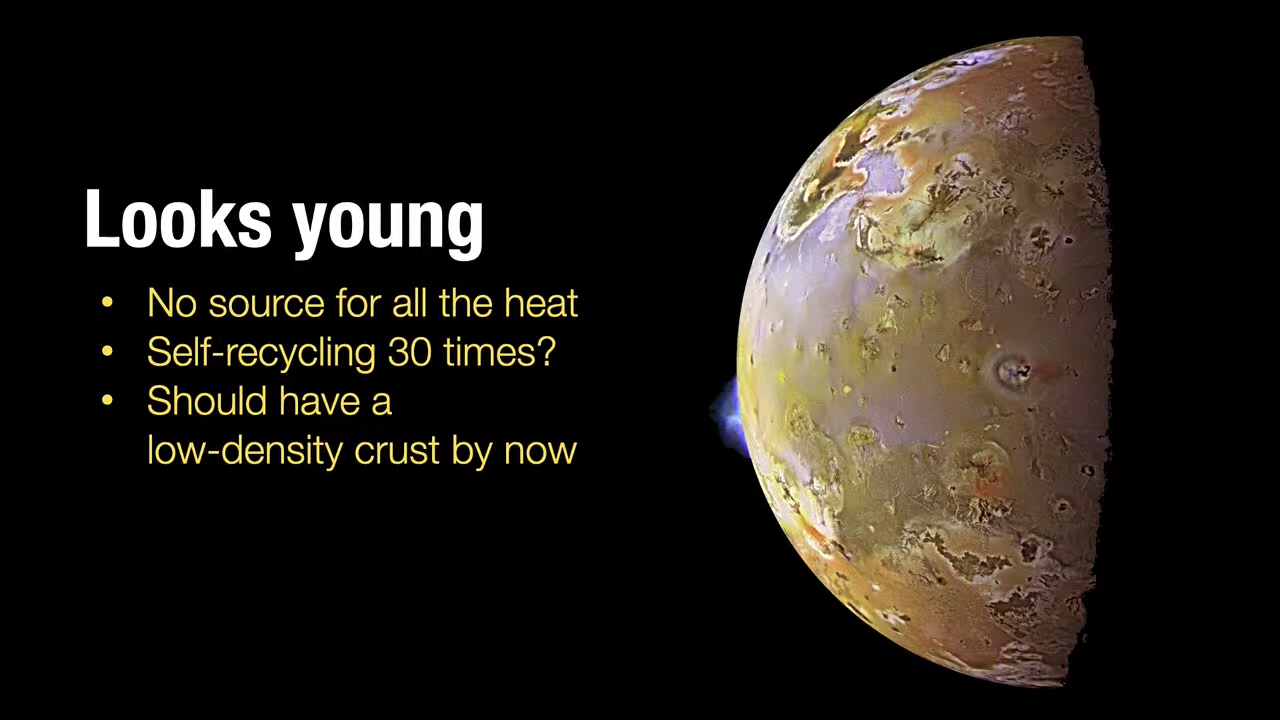 Looks young
• No source for all the heat
• Self-recycling 30 times?
• Should have a
low-density crust by now